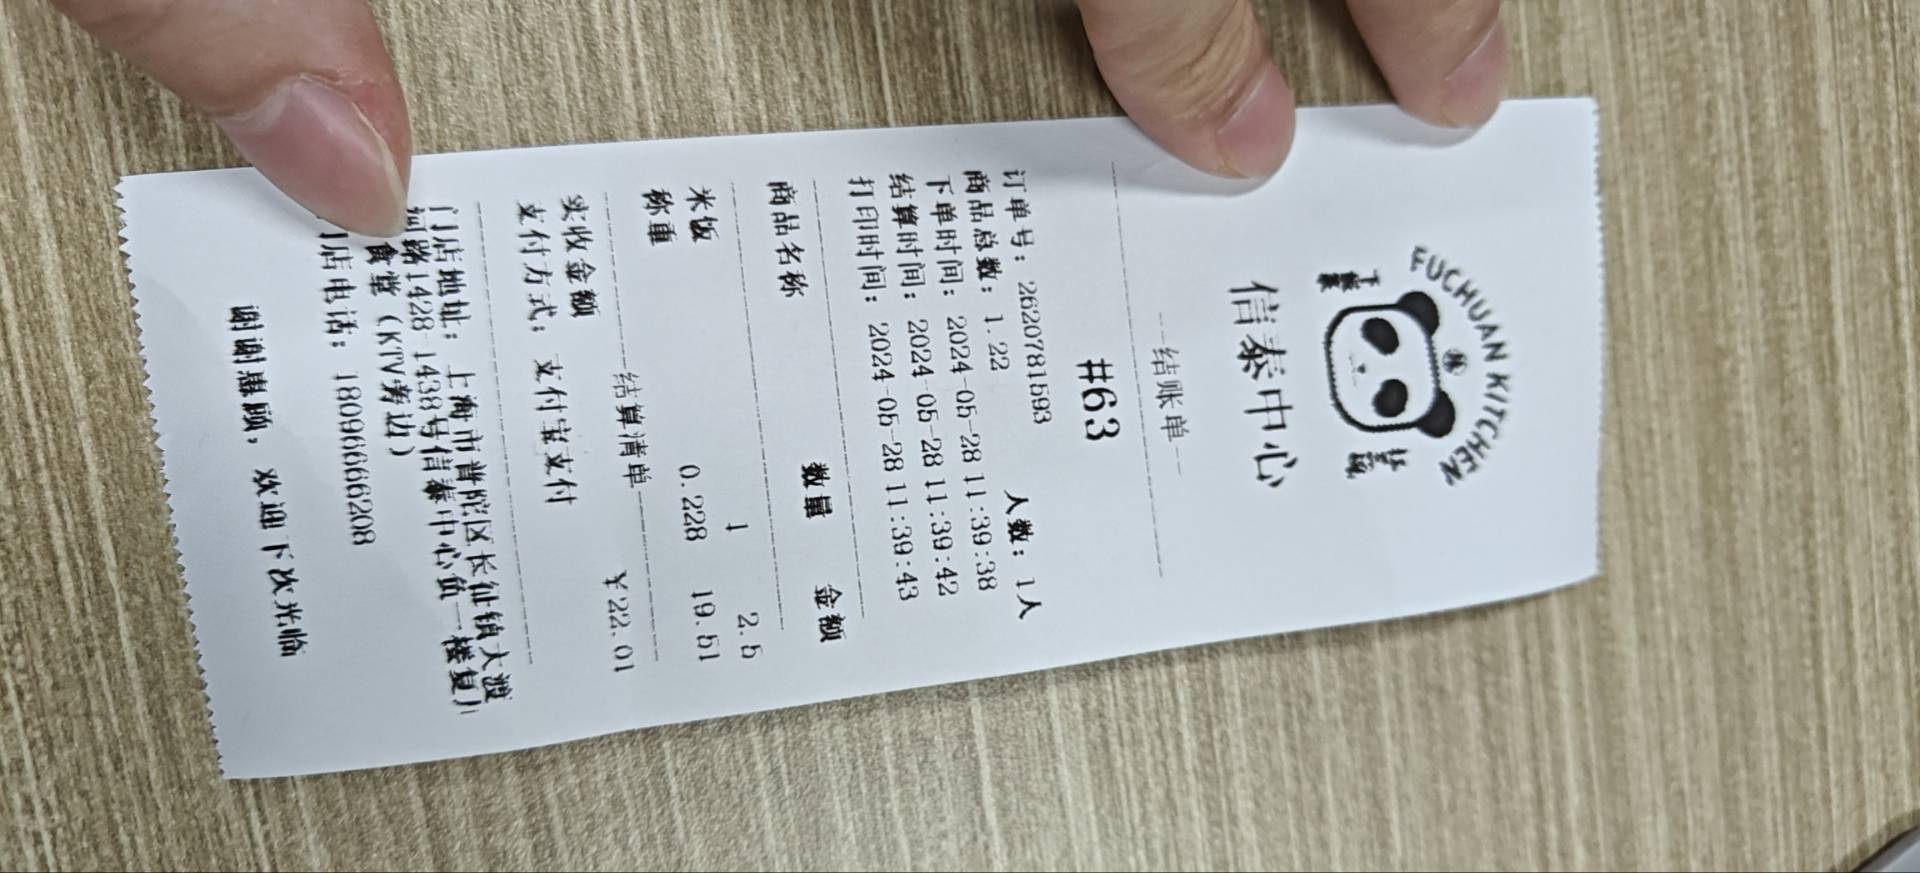 FUCHUAN KITCHEN
信泰中心
---结账单---
#63
订单号: 2620781593
商品总数: 1.22 人数: 1人
下单时间: 2024-05-28 11:39:38
结算时间: 2024-05-28 11:39:42
打印时间: 2024-05-28 11:39:43
商品名称 数量 金额
米饭 1 2.5
称重 0.228 19.51
结算清单
实收金额 ¥22.01
支付方式: 支付宝支付
门店地址: 上海市普陀区长征镇大渡
河路1428-1438号信泰中心负一楼复广
食堂 (KTV旁边)
门店电话: 18096666208
谢谢惠顾, 欢迎下次光临